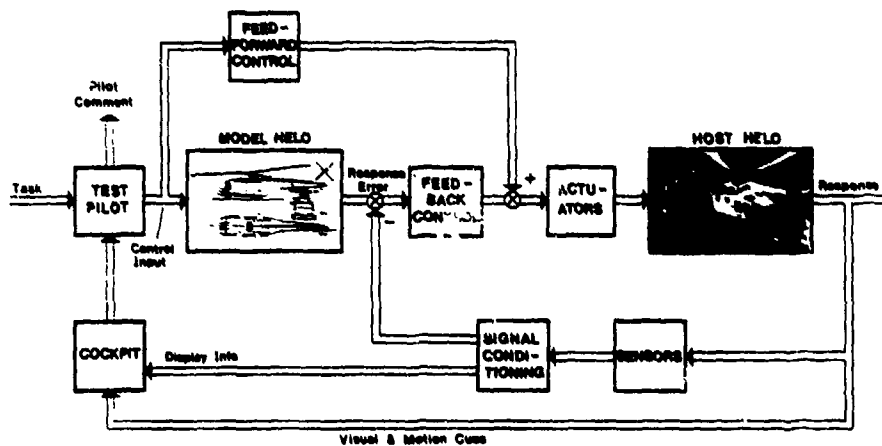 FEED-
FORWARD
CONTROL
Pilot
Comment
MODEL HELO
HOST HELO
Task
TEST
PILOT
Response
Error
FEED-
BACK
CONTROL
+
ACTU-
ATORS
Response
-
Control
Input
COCKPIT
Display Info
SIGNAL
CONDI-
TIONING
SENSORS
Visual & Motion Cues